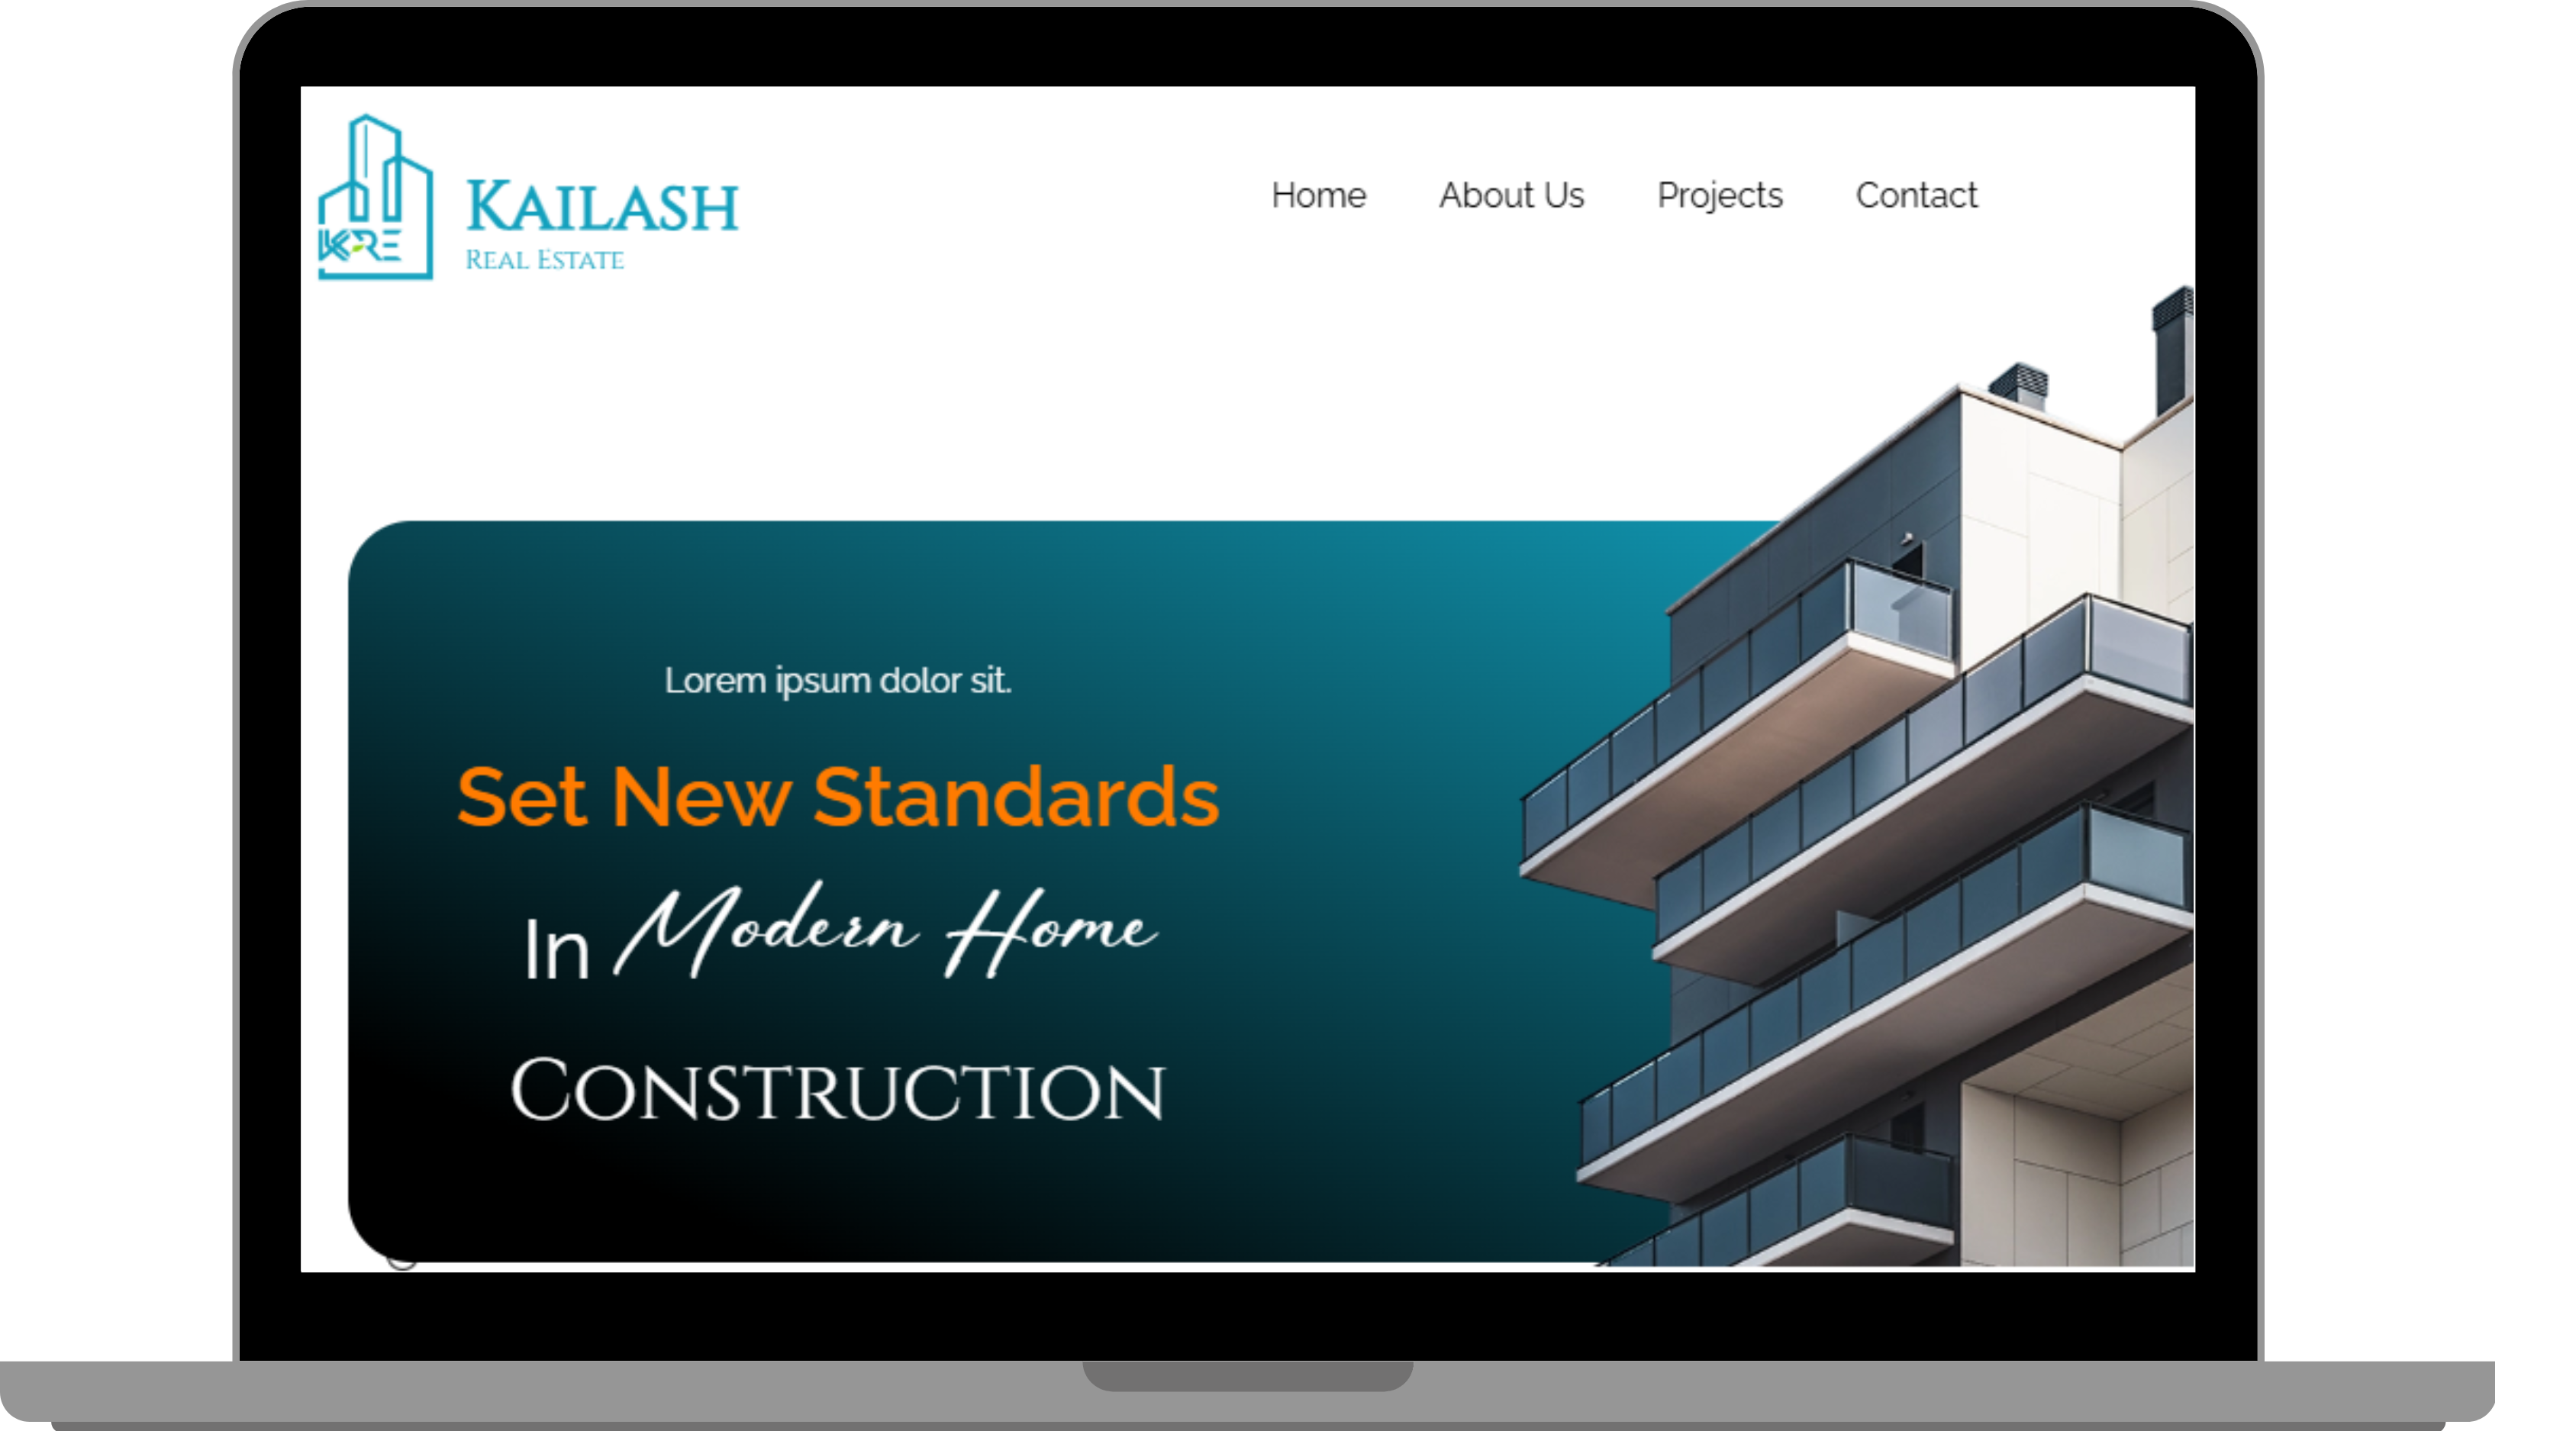 KAILASH
REAL ESTATE
KRE
Home About Us Projects Contact
Lorem ipsum dolor sit.
Set New Standards
In Modern Home
CONSTRUCTION